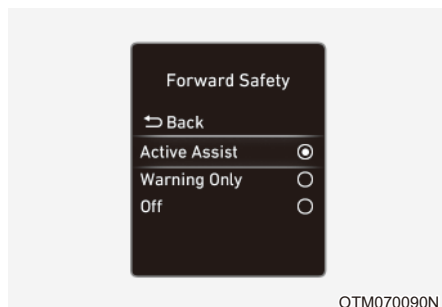 Forward Safety
Back
Active Assist
Warning Only
Off
OTM070090N